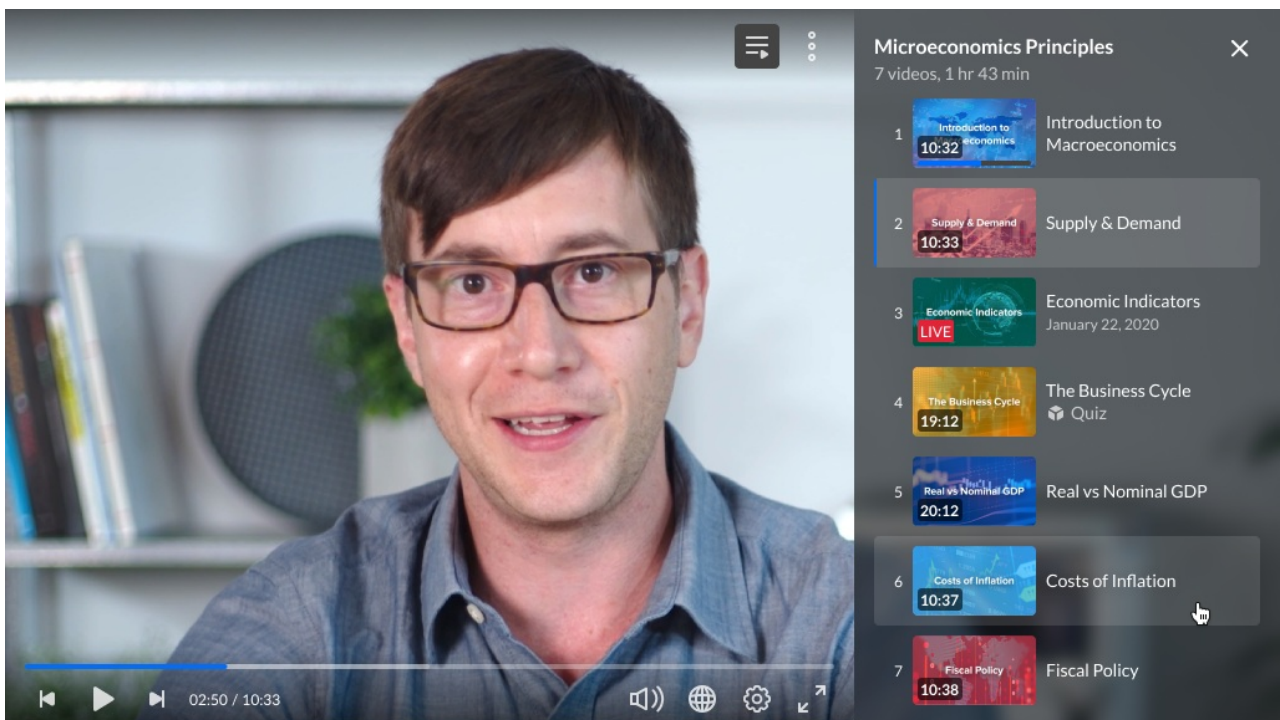 Microeconomics Principles
7 videos, 1 hr 43 min
1
Introduction to
economics
10:32
Introduction to
Macroeconomics
2
Supply & Demand
10:33
Supply & Demand
3
Economic Indicators
LIVE
Economic Indicators
January 22, 2020
4
The Business Cycle
19:12
The Business Cycle
Quiz
5
Real vs Nominal GDP
20:12
Real vs Nominal GDP
6
Costs of Inflation
10:37
Costs of Inflation
7
Fiscal Policy
10:38
Fiscal Policy
02:50 / 10:33